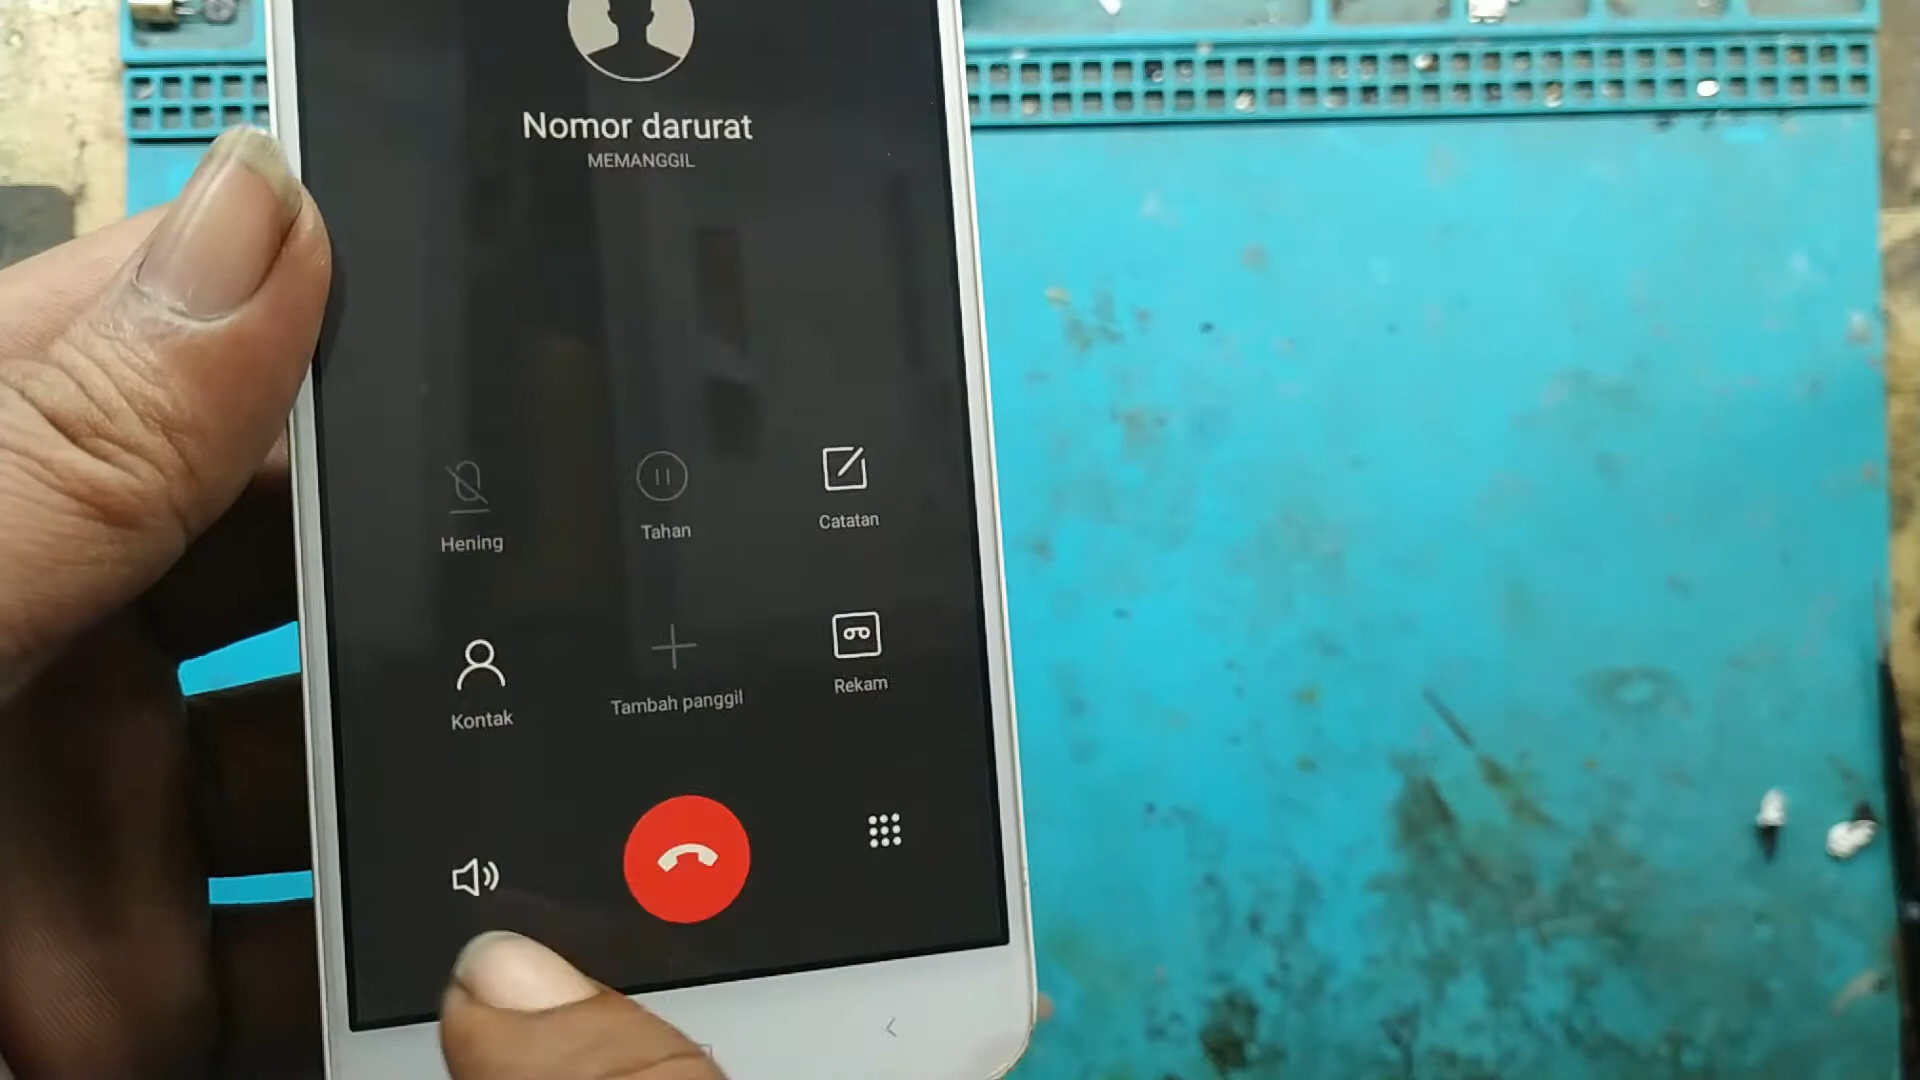 Nomor darurat
MEMANGGIL
Hening
Tahan
Catatan
Kontak
Tambah panggil
Rekam